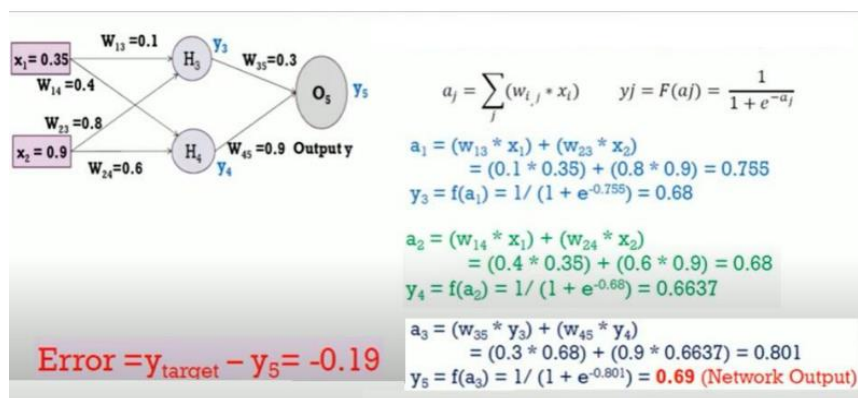 W₁₃ =0.1
y₃
x₁= 0.35
H₃
W₃₅=0.3
W₁₄ =0.4
O₅
y₅
W₂₃ =0.8
x₂ = 0.9
H₄
W₄₅ =0.9 Output y
W₂₄=0.6
y₄
aⱼ = ∑ⱼ(wᵢ,ⱼ * xᵢ) yj = F(aj) = 1 / 1 + e^-aⱼ
a₁ = (w₁₃ * x₁) + (w₂₃ * x₂)
= (0.1 * 0.35) + (0.8 * 0.9) = 0.755
y₃ = f(a₁) = 1/ (1 + e^-0.755) = 0.68
a₂ = (w₁₄ * x₁) + (w₂₄ * x₂)
= (0.4 * 0.35) + (0.6 * 0.9) = 0.68
y₄ = f(a₂) = 1/ (1 + e^-0.68) = 0.6637
a₃ = (w₃₅ * y₃) + (w₄₅ * y₄)
= (0.3 * 0.68) + (0.9 * 0.6637) = 0.801
y₅ = f(a₃) = 1/ (1 + e^-0.801) = 0.69 (Network Output)
Error =y_target – y₅= -0.19